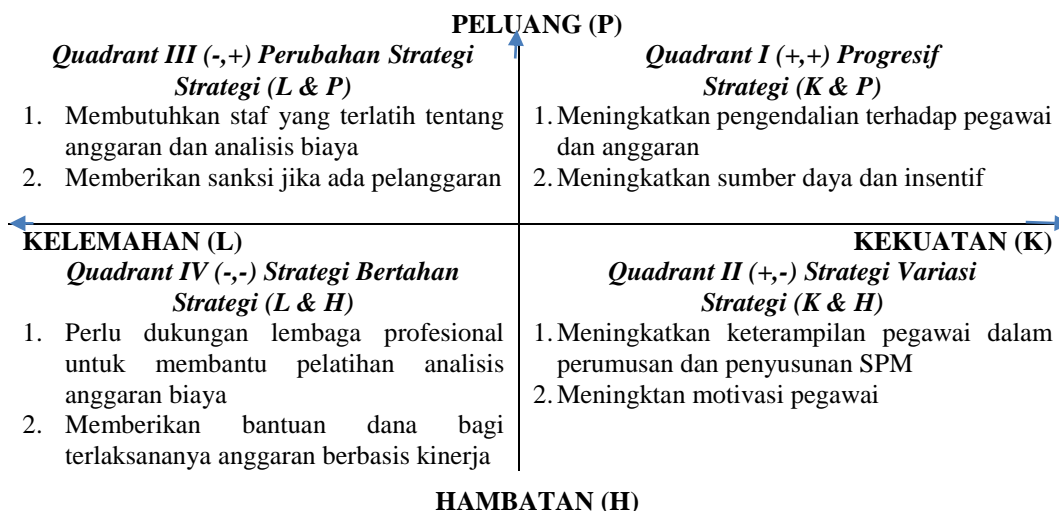 PELUANG (P)
Quadrant III (-,+) Perubahan Strategi
Strategi (L & P)
1. Membutuhkan staf yang terlatih tentang
anggaran dan analisis biaya
2. Memberikan sanksi jika ada pelanggaran
Quadrant I (+,+) Progresif
Strategi (K & P)
1. Meningkatkan pengendalian terhadap pegawai
dan anggaran
2. Meningkatkan sumber daya dan insentif
KELEMAHAN (L)
Quadrant IV (-,-) Strategi Bertahan
Strategi (L & H)
1. Perlu dukungan lembaga profesional
untuk membantu pelatihan analisis
anggaran biaya
2. Memberikan bantuan dana bagi
terlaksananya anggaran berbasis kinerja
KEKUATAN (K)
Quadrant II (+,-) Strategi Variasi
Strategi (K & H)
1. Meningkatkan keterampilan pegawai dalam
perumusan dan penyusunan SPM
2. Meningktan motivasi pegawai
HAMBATAN (H)